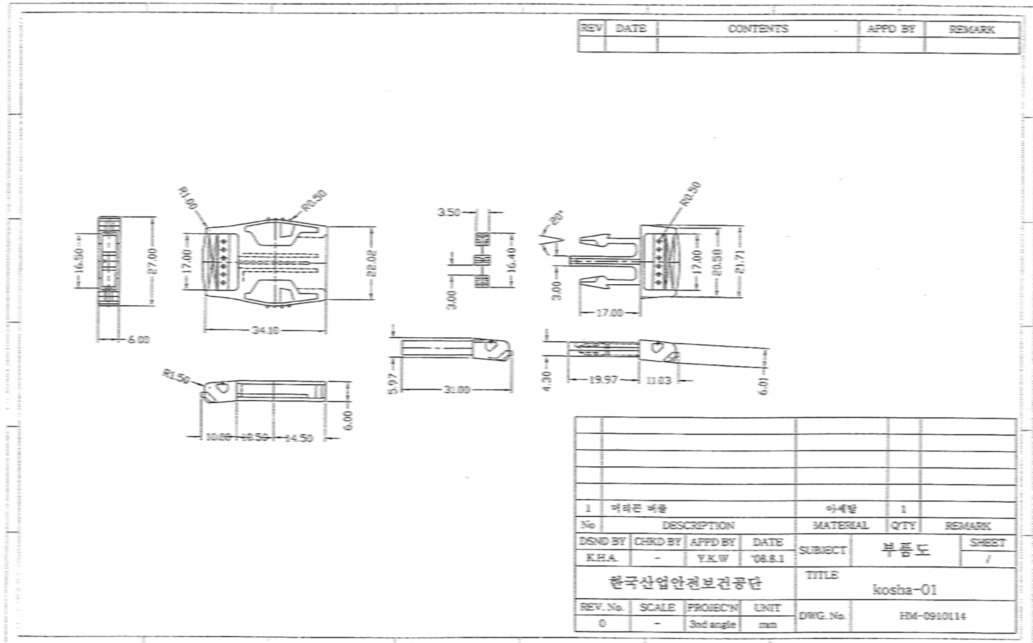 REV DATE CONTENTS APPD BY REMARK
R1.00
R0.50
16.50
27.00
17.00
22.02
6.00
34.10
3.50
20°
R0.50
16.40
3.00
3.00
17.00
20.50
21.71
17.00
R1.50
6.00
10.00 10.50 14.50
5.97
31.00
4.30
19.97 11.03
6.01
1 1
No DESCRIPTION MATERIAL Q'TY REMARK
DSND BY CHKD BY APPD BY DATE SUBJECT 부품도 SHEET
K.H.A. - Y.K.W '08.8.1 /
한국산업안전보건공단 TITLE kosha-01
REV. No. SCALE PROJEC'N UNIT DWG. No. HM-0910114
0 - 3nd angle mm